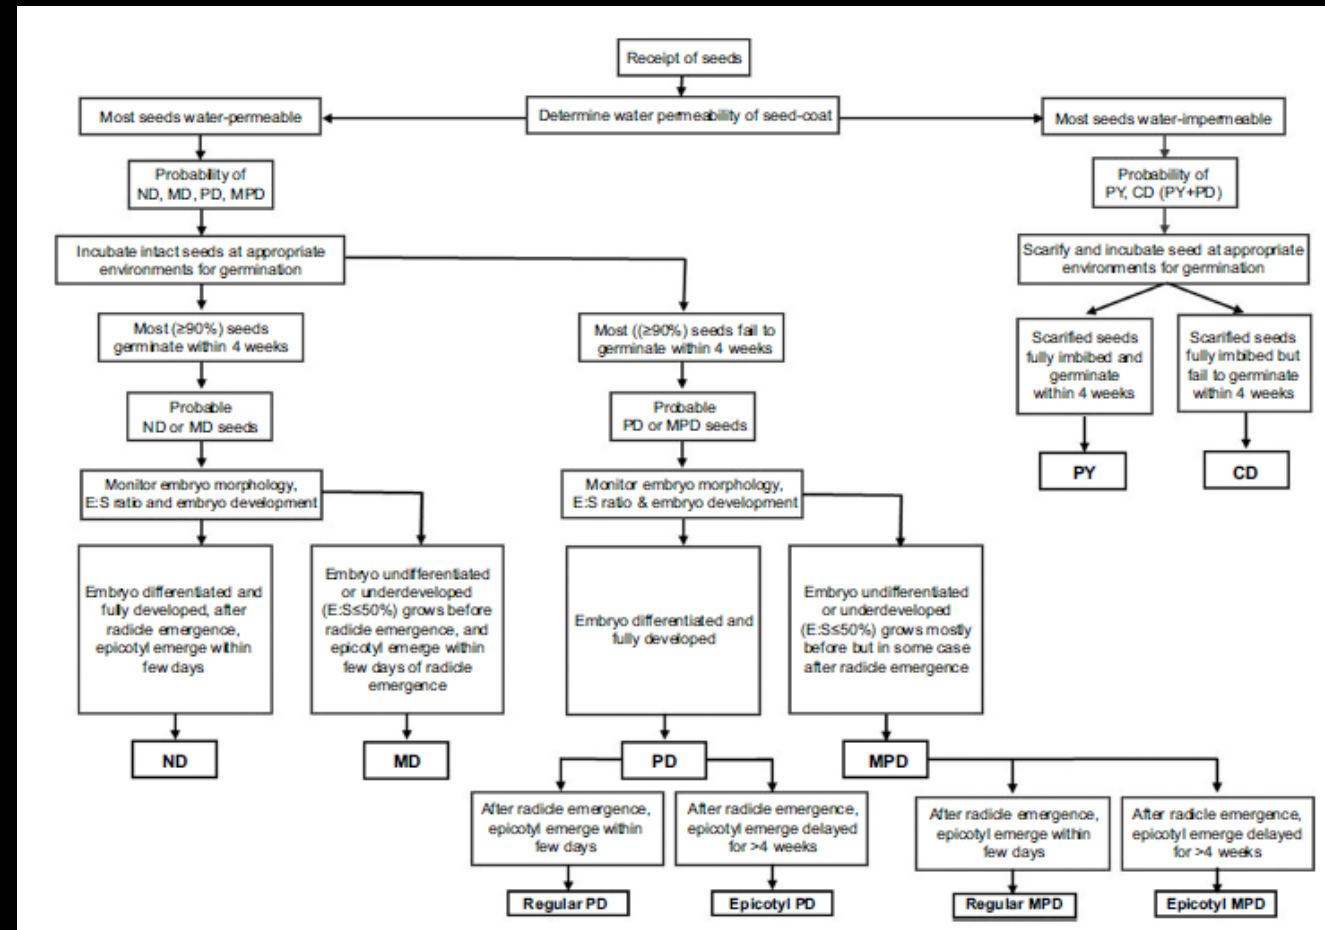 Receipt of seeds
Most seeds water-permeable
Determine water permeability of seed-coat
Most seeds water-impermeable
Probability of
ND, MD, PD, MPD
Probability of
PY, CD (PY+PD)
Incubate intact seeds at appropriate
environments for germination
Scarify and incubate seed at appropriate
environments for germination
Most (≥90%) seeds
germinate within 4 weeks
Most ((≥90%) seeds fail to
germinate within 4 weeks
Scarified seeds
fully imbibed and
germinate
within 4 weeks
Scarified seeds
fully imbibed but
fail to germinate
within 4 weeks
Probable
ND or MD seeds
Probable
PD or MPD seeds
PY
CD
Monitor embryo morphology,
E:S ratio and embryo development
Monitor embryo morphology,
E:S ratio & embryo development
Embryo differentiated and
fully developed, after
radicle emergence,
epicotyl emerge within
few days
Embryo undifferentiated
or underdeveloped
(E:S≤50%) grows before
radicle emergence, and
epicotyl emerge within
few days of radicle
emergence
Embryo differentiated and
fully developed
Embryo undifferentiated
or underdeveloped
(E:S≤50%) grows mostly
before but in some case
after radicle emergence
ND
MD
PD
MPD
After radicle emergence,
epicotyl emerge within
few days
After radicle emergence,
epicotyl emerge delayed
for >4 weeks
After radicle emergence,
epicotyl emerge within
few days
After radicle emergence,
epicotyl emerge delayed
for >4 weeks
Regular PD
Epicotyl PD
Regular MPD
Epicotyl MPD